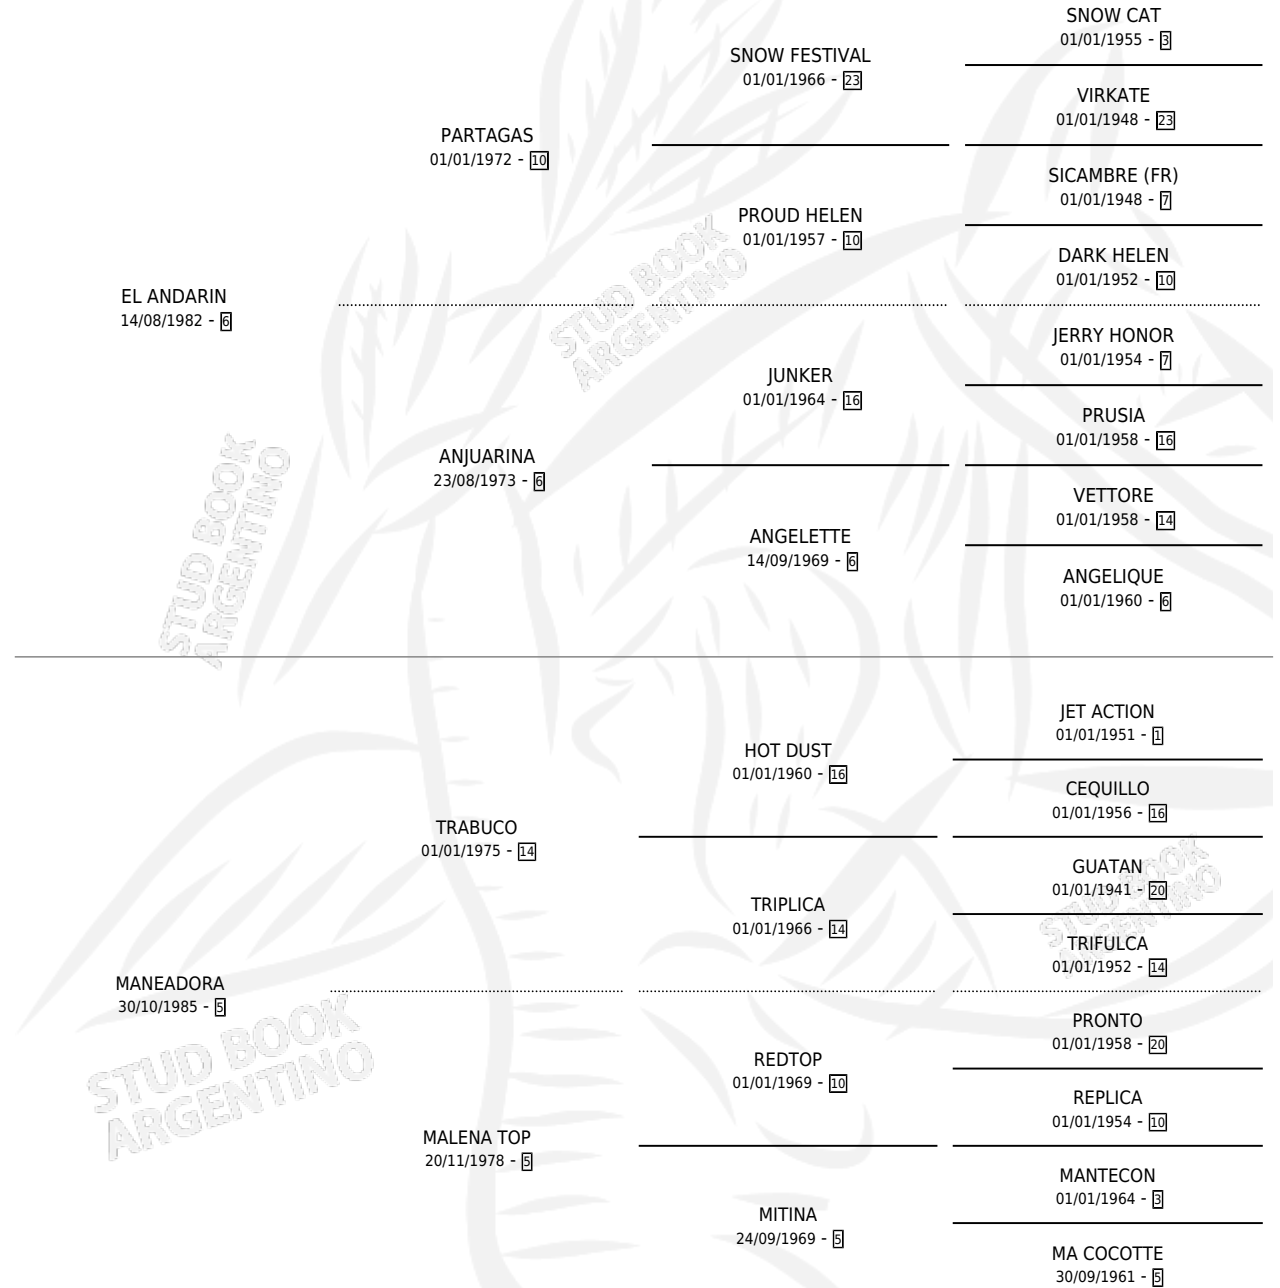 SNOW CAT
01/01/1955 - 3
SNOW FESTIVAL
01/01/1966 - 23
VIRKATE
01/01/1948 - 23
PARTAGAS
01/01/1972 - 10
SICAMBRE (FR)
01/01/1948 - 7
PROUD HELEN
01/01/1957 - 10
DARK HELEN
01/01/1952 - 10
EL ANDARIN
14/08/1982 - 6
STUD BOOK
ARGENTINO
JERRY HONOR
01/01/1954 - 7
JUNKER
01/01/1964 - 16
PRUSIA
01/01/1958 - 16
ANJUARINA
23/08/1973 - 6
VETTORE
01/01/1958 - 14
ANGELETTE
14/09/1969 - 6
ANGELIQUE
01/01/1960 - 6
STUD BOOK
ARGENTINO
JET ACTION
01/01/1951 - 1
HOT DUST
01/01/1960 - 16
CEQUILLO
01/01/1956 - 16
TRABUCO
01/01/1975 - 14
GUATAN
01/01/1941 - 20
TRIPLICA
01/01/1966 - 14
TRIFULCA
01/01/1952 - 14
STUD BOOK
ARGENTINO
MANEADORA
30/10/1985 - 5
PRONTO
01/01/1958 - 20
REDTOP
01/01/1969 - 10
REPLICA
01/01/1954 - 10
STUD BOOK
ARGENTINO
MALENA TOP
20/11/1978 - 5
MANTECON
01/01/1964 - 3
MITINA
24/09/1969 - 5
MA COCOTTE
30/09/1961 - 5